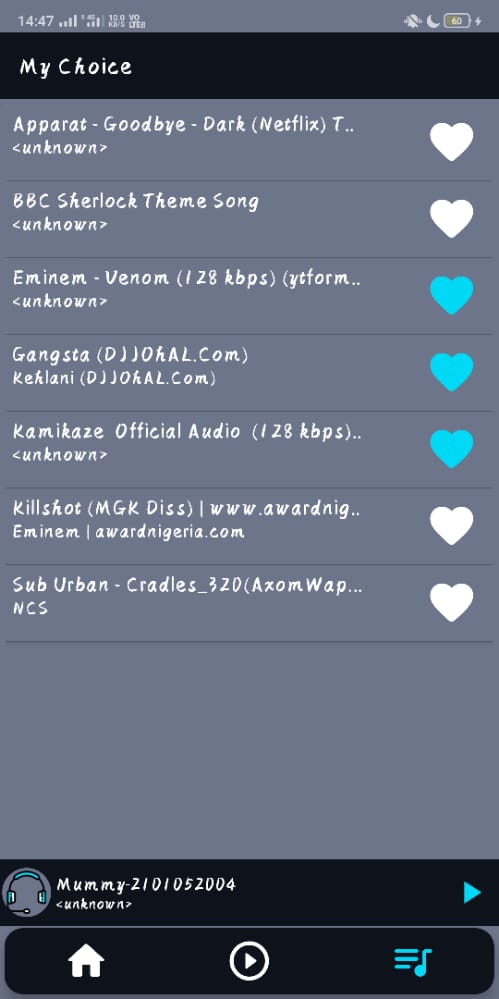 14:47 4G 4G 10.0 KB/S VO LTE 60
My Choice
Apparat - Goodbye - Dark (Netflix) T..
<unknown>
BBC Sherlock Theme Song
<unknown>
Eminem - Venom (128 kbps) (ytform..
<unknown>
Gangsta (DJJOhAL.Com)
Kehlani (DJJOhAL.Com)
Kamikaze  Official Audio  (128 kbps)..
<unknown>
Killshot (MGK Diss) | www.awardnig..
Eminem | awardnigeria.com
Sub Urban - Cradles_320(AxomWap...
NCS
Mummy-2101052004
<unknown>